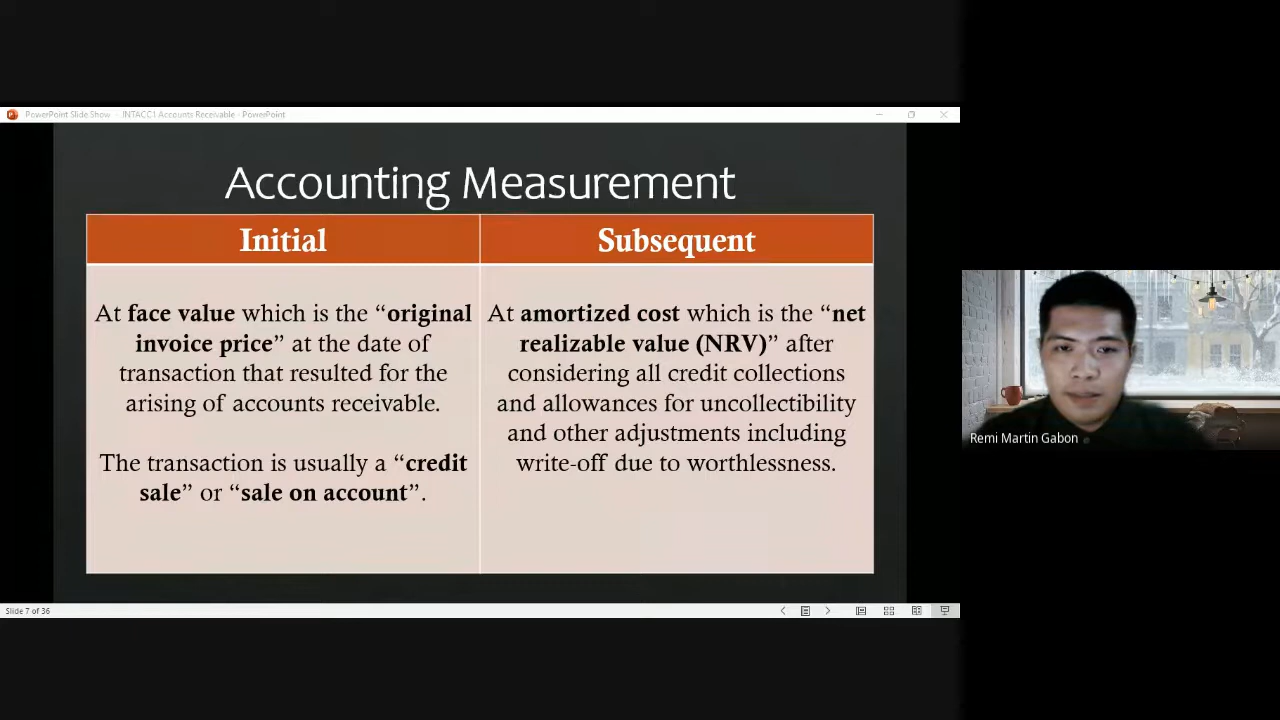 PowerPoint Slide Show - INTACC1 Accounts Receivable - PowerPoint
Accounting Measurement
Initial
Subsequent
At face value which is the “original
invoice price” at the date of
transaction that resulted for the
arising of accounts receivable.
The transaction is usually a “credit
sale” or “sale on account”.
At amortized cost which is the “net
realizable value (NRV)” after
considering all credit collections
and allowances for uncollectibility
and other adjustments including
write-off due to worthlessness.
Remi Martin Gabon
Slide 7 of 36